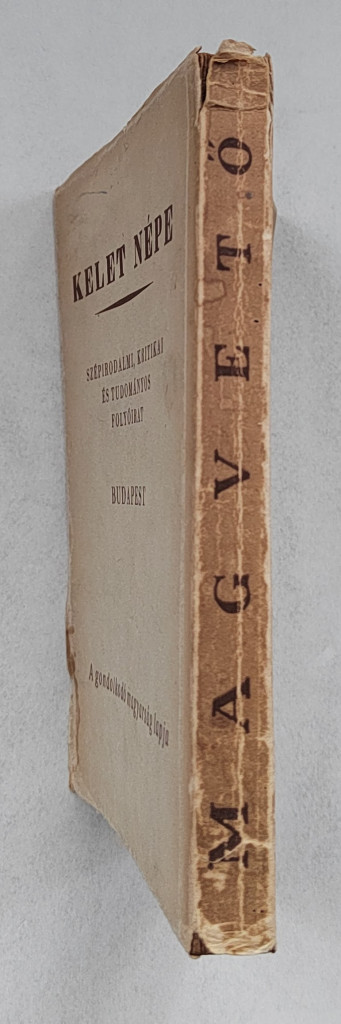 KELET NÉPE
SZÉPIRODALMI, KRITIKAI
ÉS TUDOMÁNYOS
FOLYÓIRAT
BUDAPEST
A gondolkodó magyarság lapja
MAGVETŐ